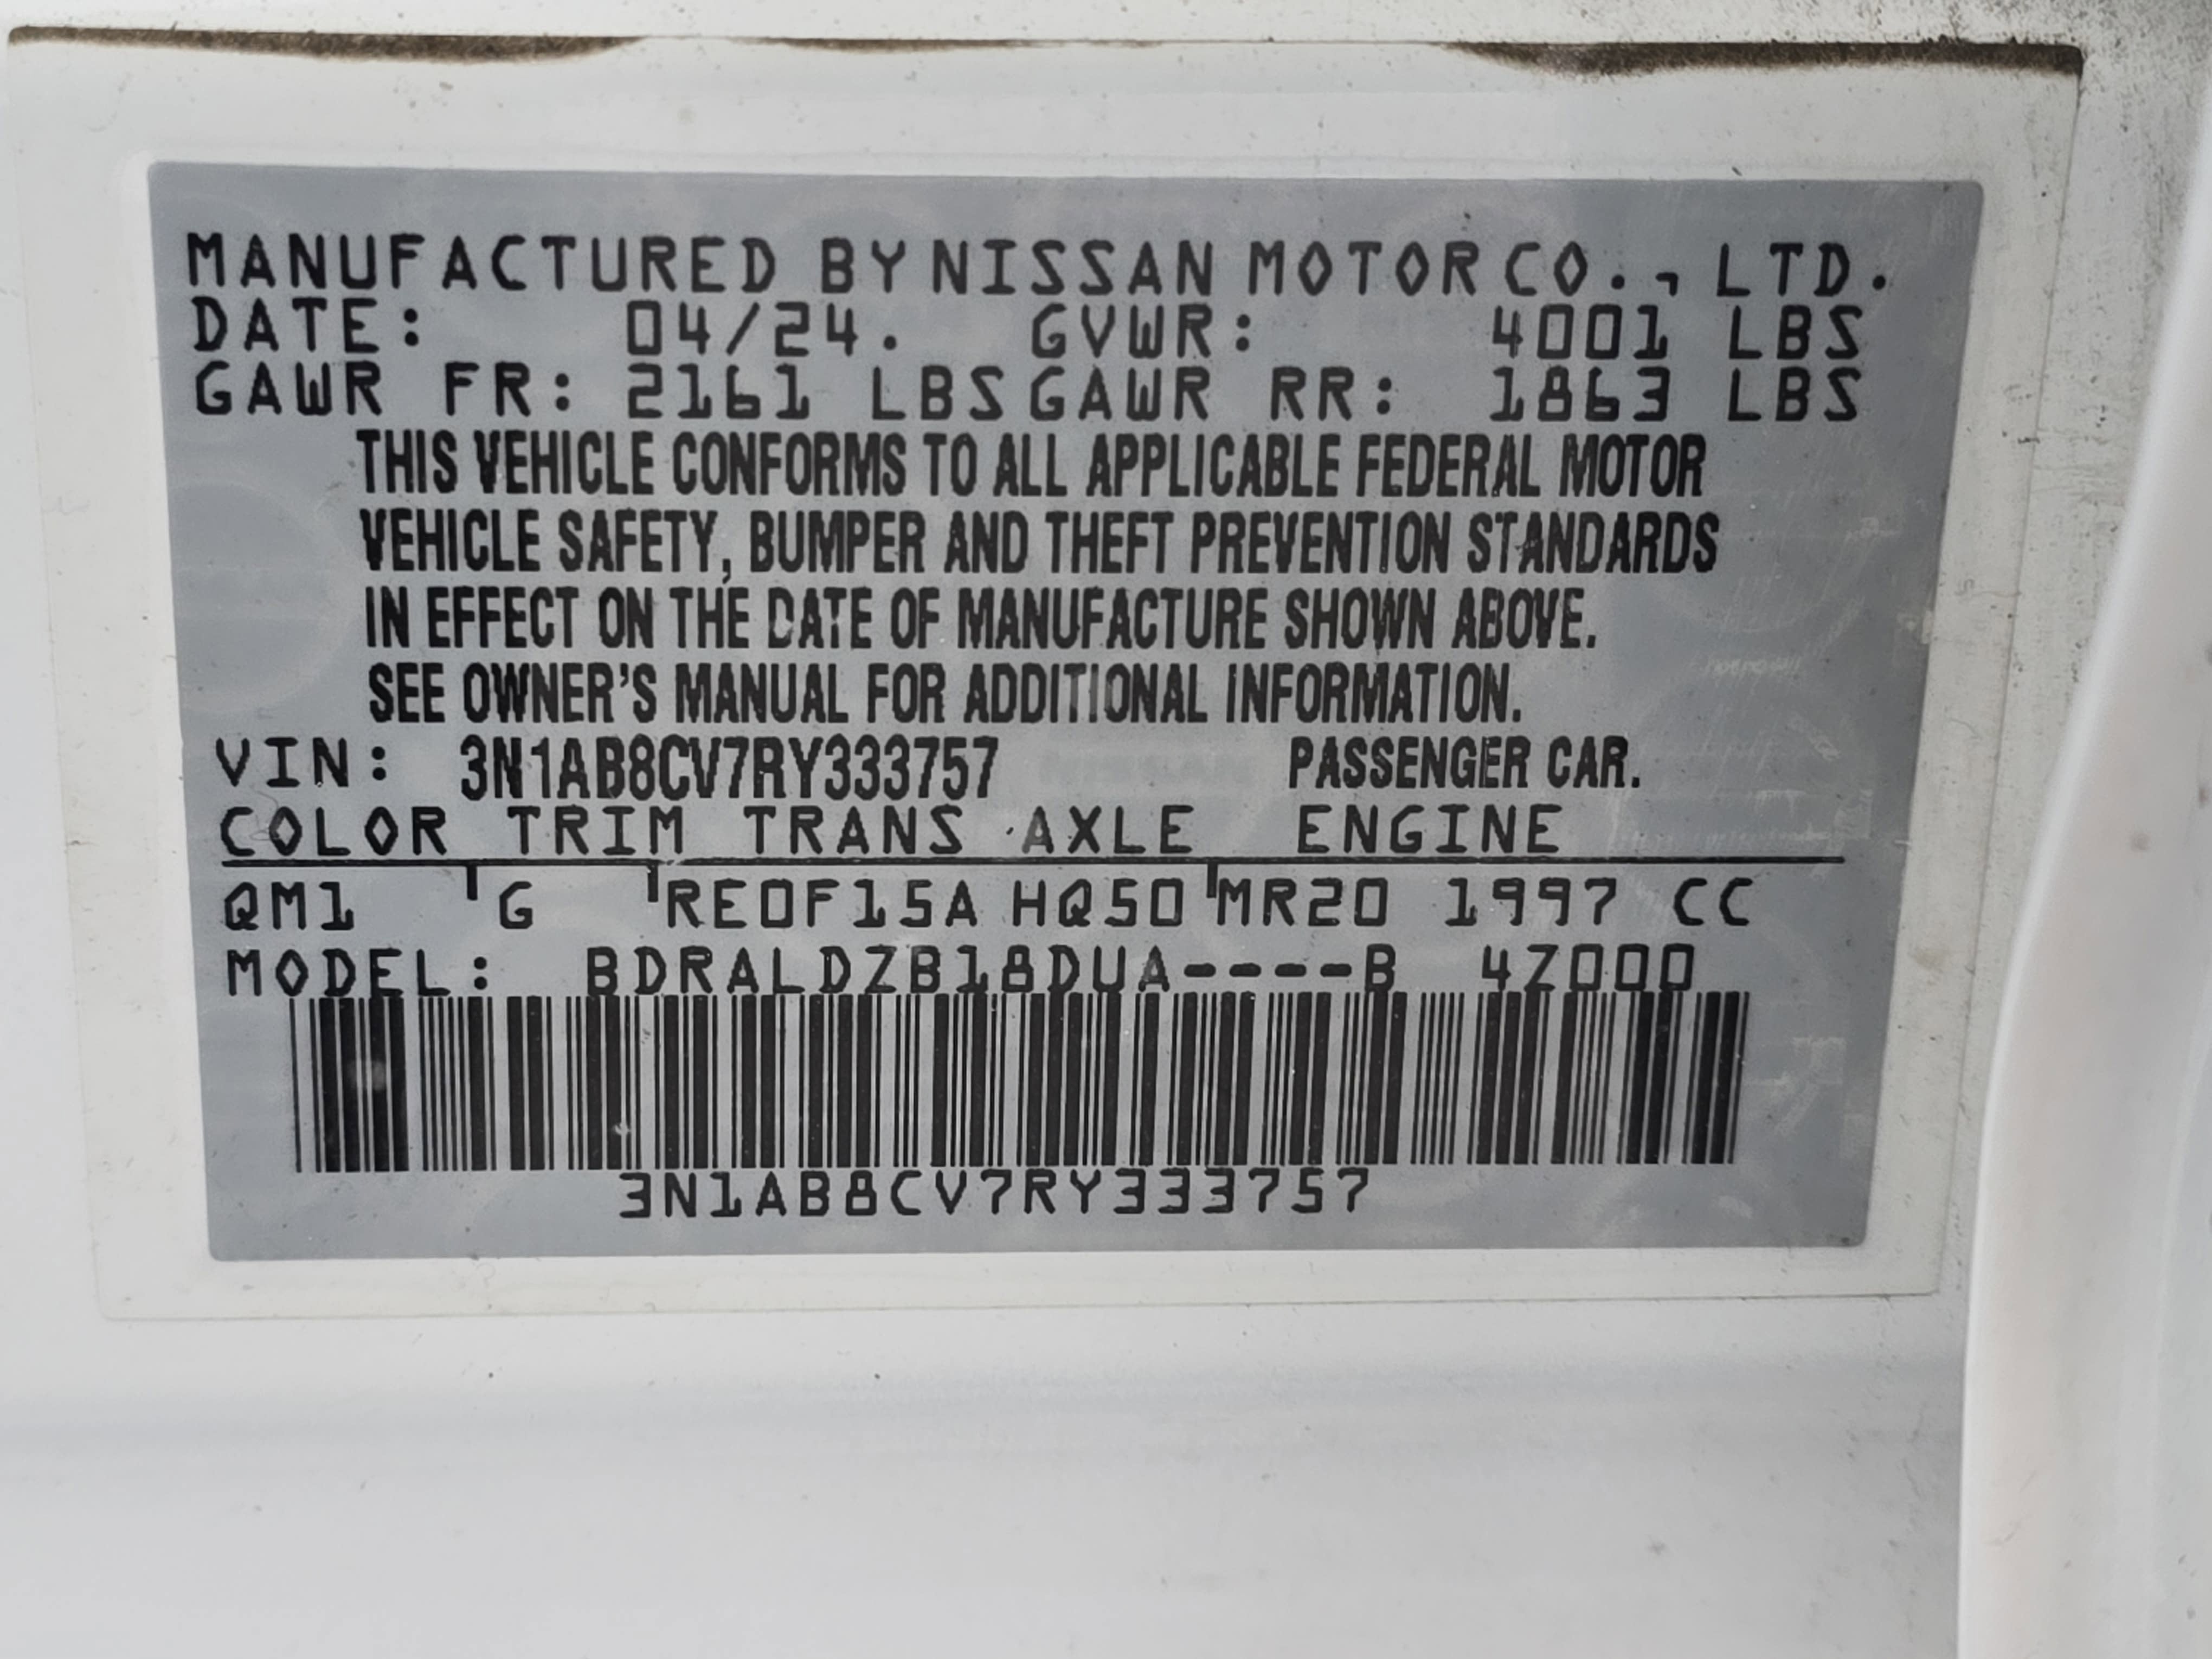 MANUFACTURED BY NISSAN MOTOR CO., LTD.
DATE: 04/24. GVWR: 4001 LBS
GAWR FR: 2161 LBS GAWR RR: 1863 LBS
THIS VEHICLE CONFORMS TO ALL APPLICABLE FEDERAL MOTOR
VEHICLE SAFETY, BUMPER AND THEFT PREVENTION STANDARDS
IN EFFECT ON THE DATE OF MANUFACTURE SHOWN ABOVE.
SEE OWNER'S MANUAL FOR ADDITIONAL INFORMATION.
VIN: 3N1AB8CV7RY333757 PASSENGER CAR.
COLOR TRIM TRANS AXLE ENGINE
QM1 G RE0F15A HQ50 MR20 1997 CC
MODEL: BDRALDZB18DUA----B 4Z000
3N1AB8CV7RY333757